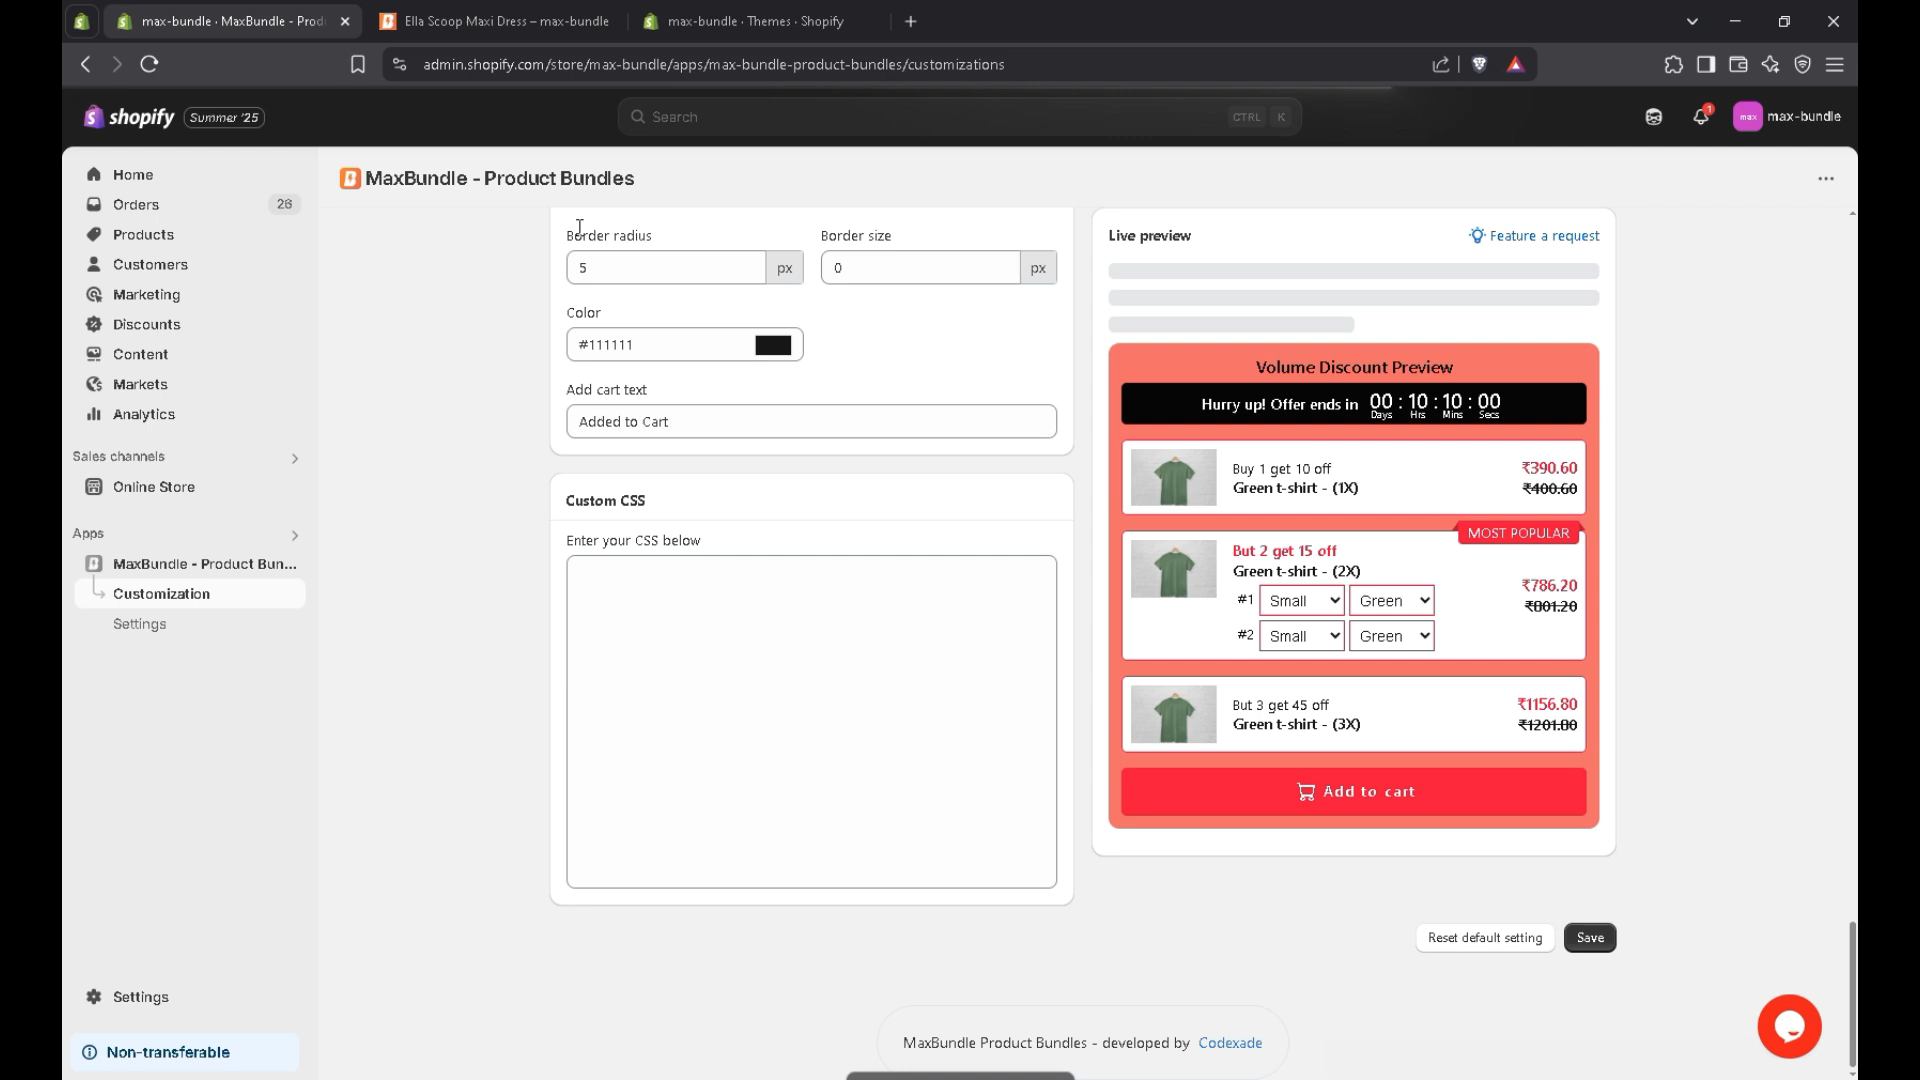 max-bundle · MaxBundle - Prod
Ella Scoop Maxi Dress – max-bundle
max-bundle · Themes · Shopify
admin.shopify.com/store/max-bundle/apps/max-bundle-product-bundles/customizations
shopify
Summer '25
Search
CTRL
K
1
max
max-bundle
Home
Orders
26
Products
Customers
Marketing
Discounts
Content
Markets
Analytics
Sales channels
Online Store
Apps
MaxBundle - Product Bun...
Customization
Settings
Settings
Non-transferable
MaxBundle - Product Bundles
Border radius
5
px
Border size
0
px
Color
#111111
Add cart text
Added to Cart
Custom CSS
Enter your CSS below
Live preview
Feature a request
Volume Discount Preview
Hurry up! Offer ends in 00 : 10 : 10 : 00
Days Hrs Mins Secs
Buy 1 get 10 off
Green t-shirt - (1X)
₹390.60
₹400.60
MOST POPULAR
But 2 get 15 off
Green t-shirt - (2X)
#1 Small Green
#2 Small Green
₹786.20
₹801.20
But 3 get 45 off
Green t-shirt - (3X)
₹1156.80
₹1201.80
Add to cart
Reset default setting
Save
MaxBundle Product Bundles - developed by Codexade